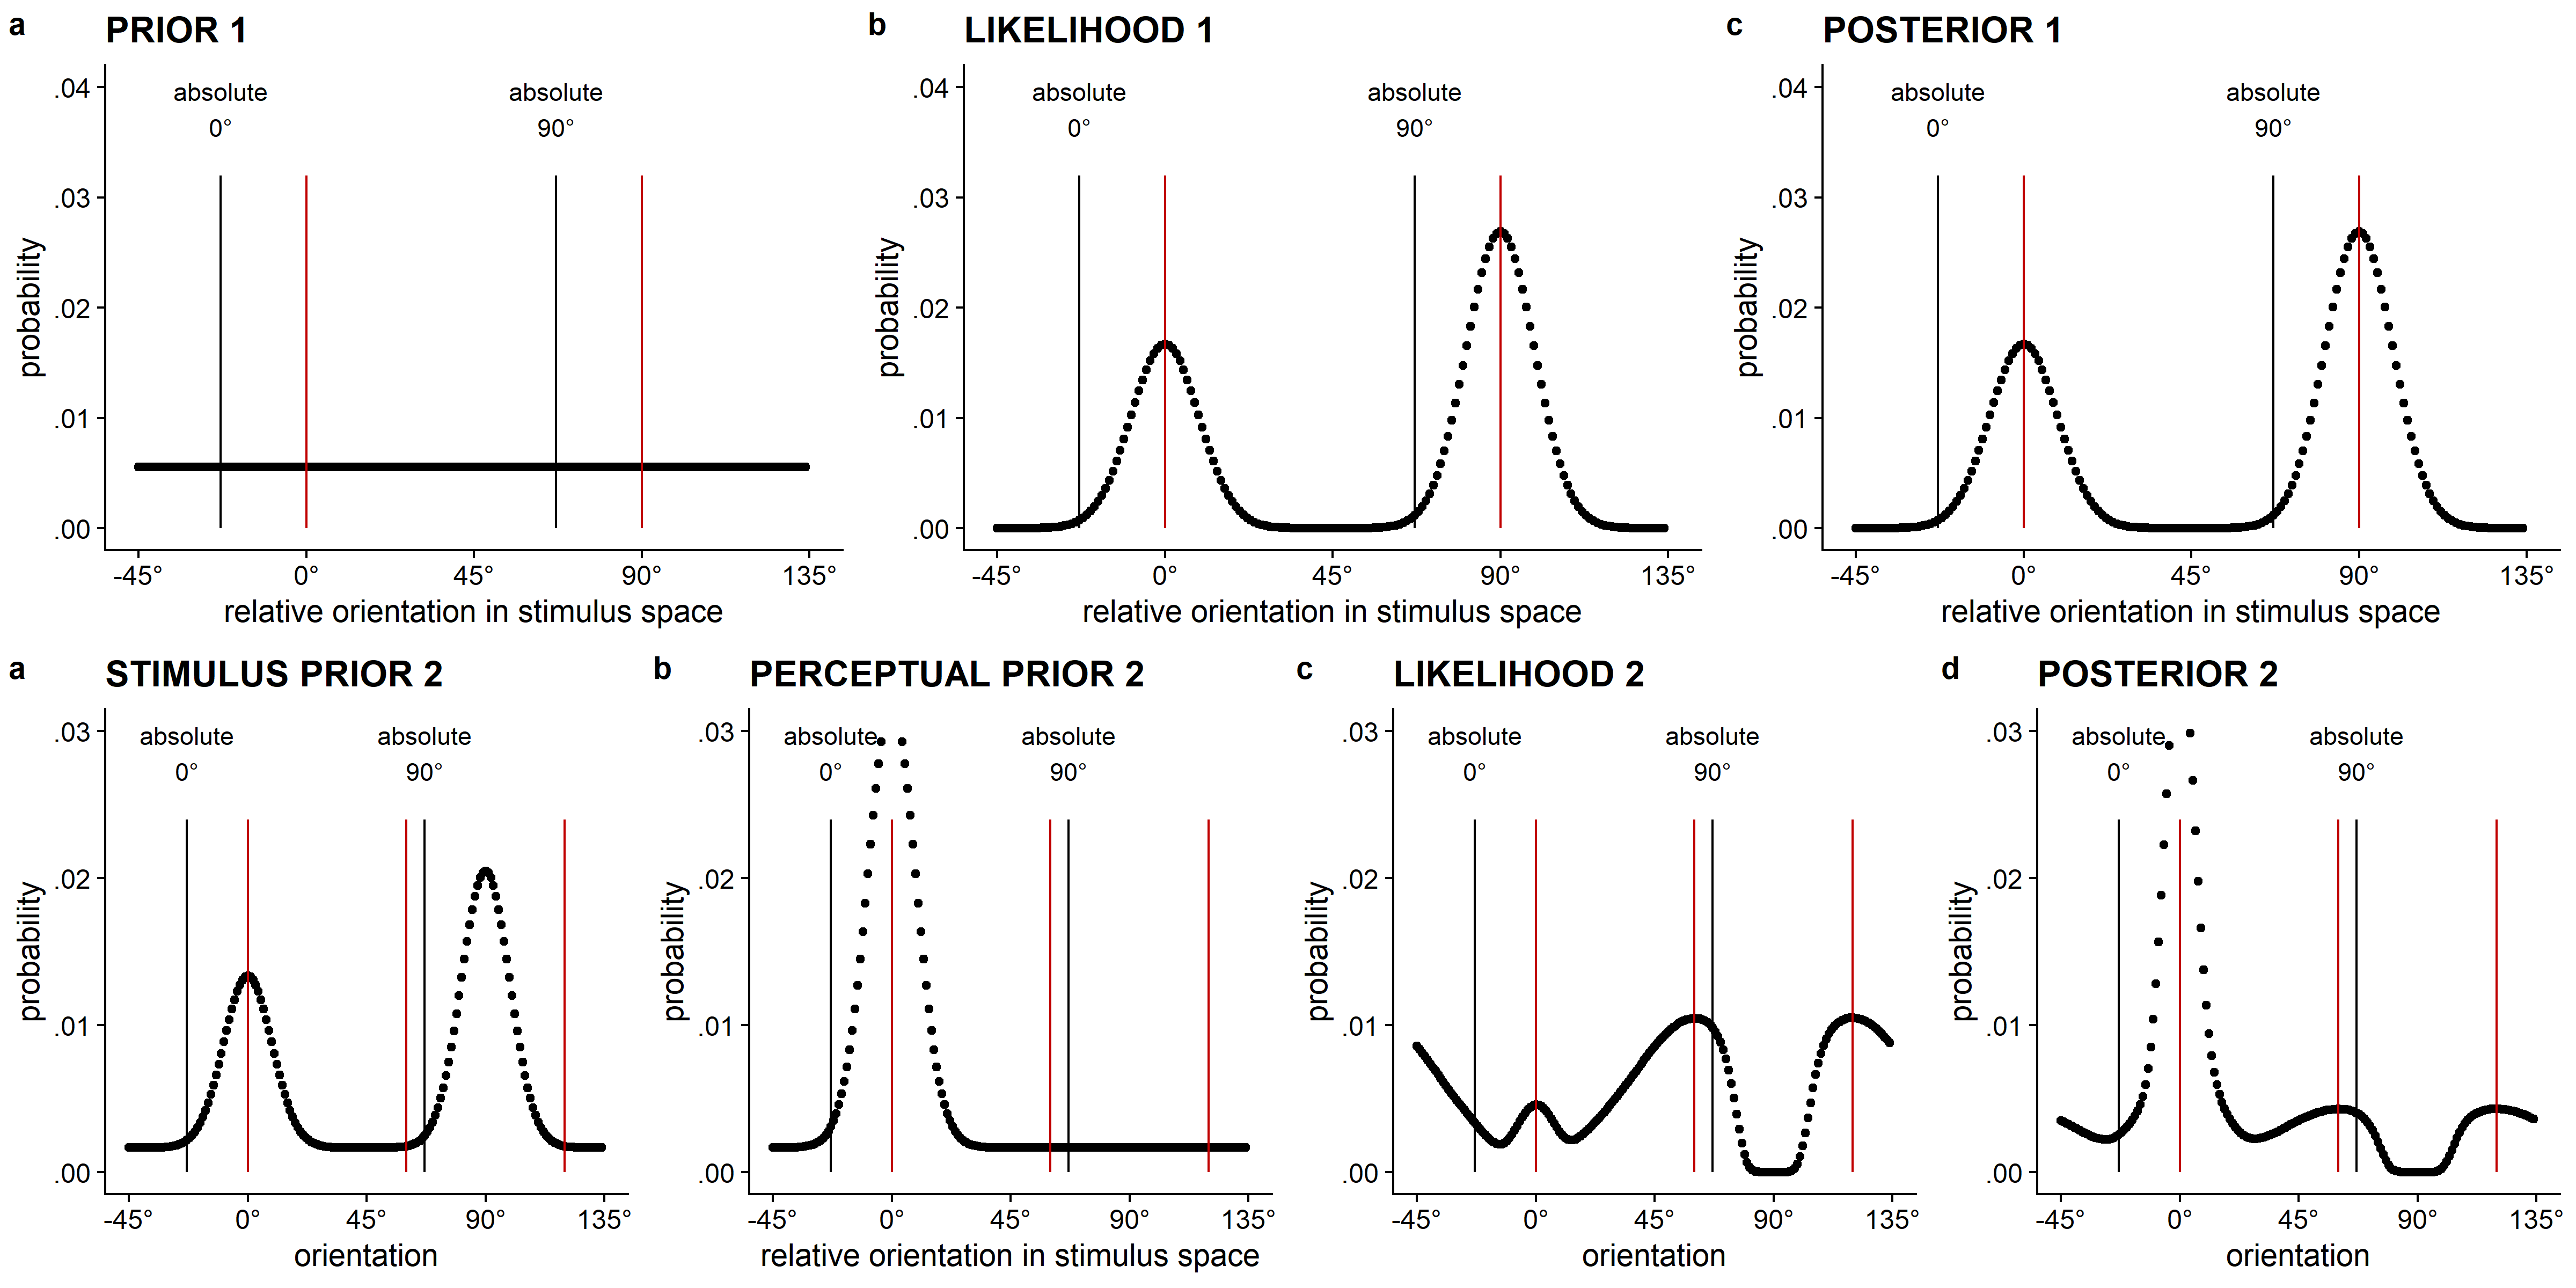 a PRIOR 1
absolute absolute
0° 90°
.04
.03
.02
.01
.00
probability
-45° 0° 45° 90° 135°
relative orientation in stimulus space
b LIKELIHOOD 1
absolute absolute
0° 90°
.04
.03
.02
.01
.00
probability
-45° 0° 45° 90° 135°
relative orientation in stimulus space
c POSTERIOR 1
absolute absolute
0° 90°
.04
.03
.02
.01
.00
probability
-45° 0° 45° 90° 135°
relative orientation in stimulus space
a STIMULUS PRIOR 2
absolute absolute
0° 90°
.03
.02
.01
.00
probability
-45° 0° 45° 90° 135°
orientation
b PERCEPTUAL PRIOR 2
absolute absolute
0° 90°
.03
.02
.01
.00
probability
-45° 0° 45° 90° 135°
relative orientation in stimulus space
c LIKELIHOOD 2
absolute absolute
0° 90°
.03
.02
.01
.00
probability
-45° 0° 45° 90° 135°
orientation
d POSTERIOR 2
absolute absolute
0° 90°
.03
.02
.01
.00
probability
-45° 0° 45° 90° 135°
orientation